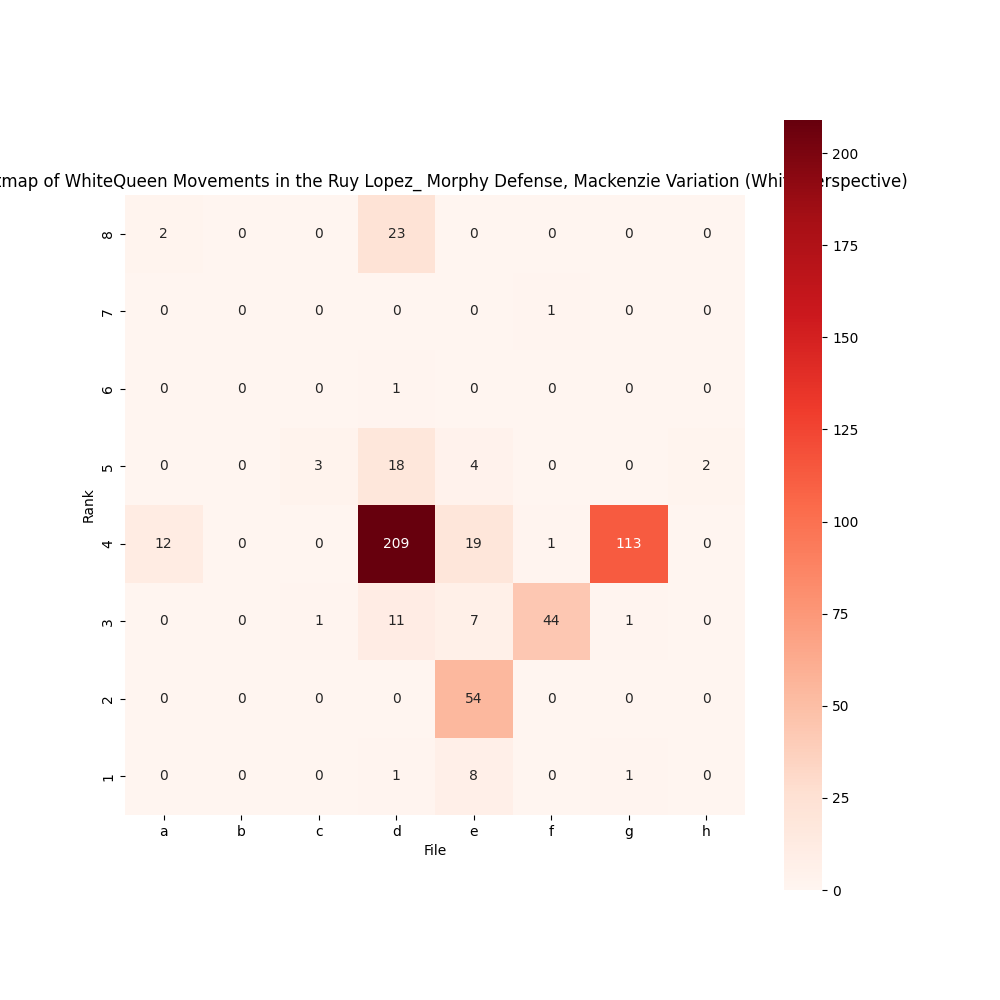 tmap of WhiteQueen Movements in the Ruy Lopez_ Morphy Defense, Mackenzie Variation (Whi erspective)
8 2 0 0 23 0 0 0 0
7 0 0 0 0 0 1 0 0
6 0 0 0 1 0 0 0 0
5 0 0 3 18 4 0 0 2
Rank
4 12 0 0 209 19 1 113 0
3 0 0 1 11 7 44 1 0
2 0 0 0 0 54 0 0 0
1 0 0 0 1 8 0 1 0
a b c d e f g h
File
200
175
150
125
100
75
50
25
0